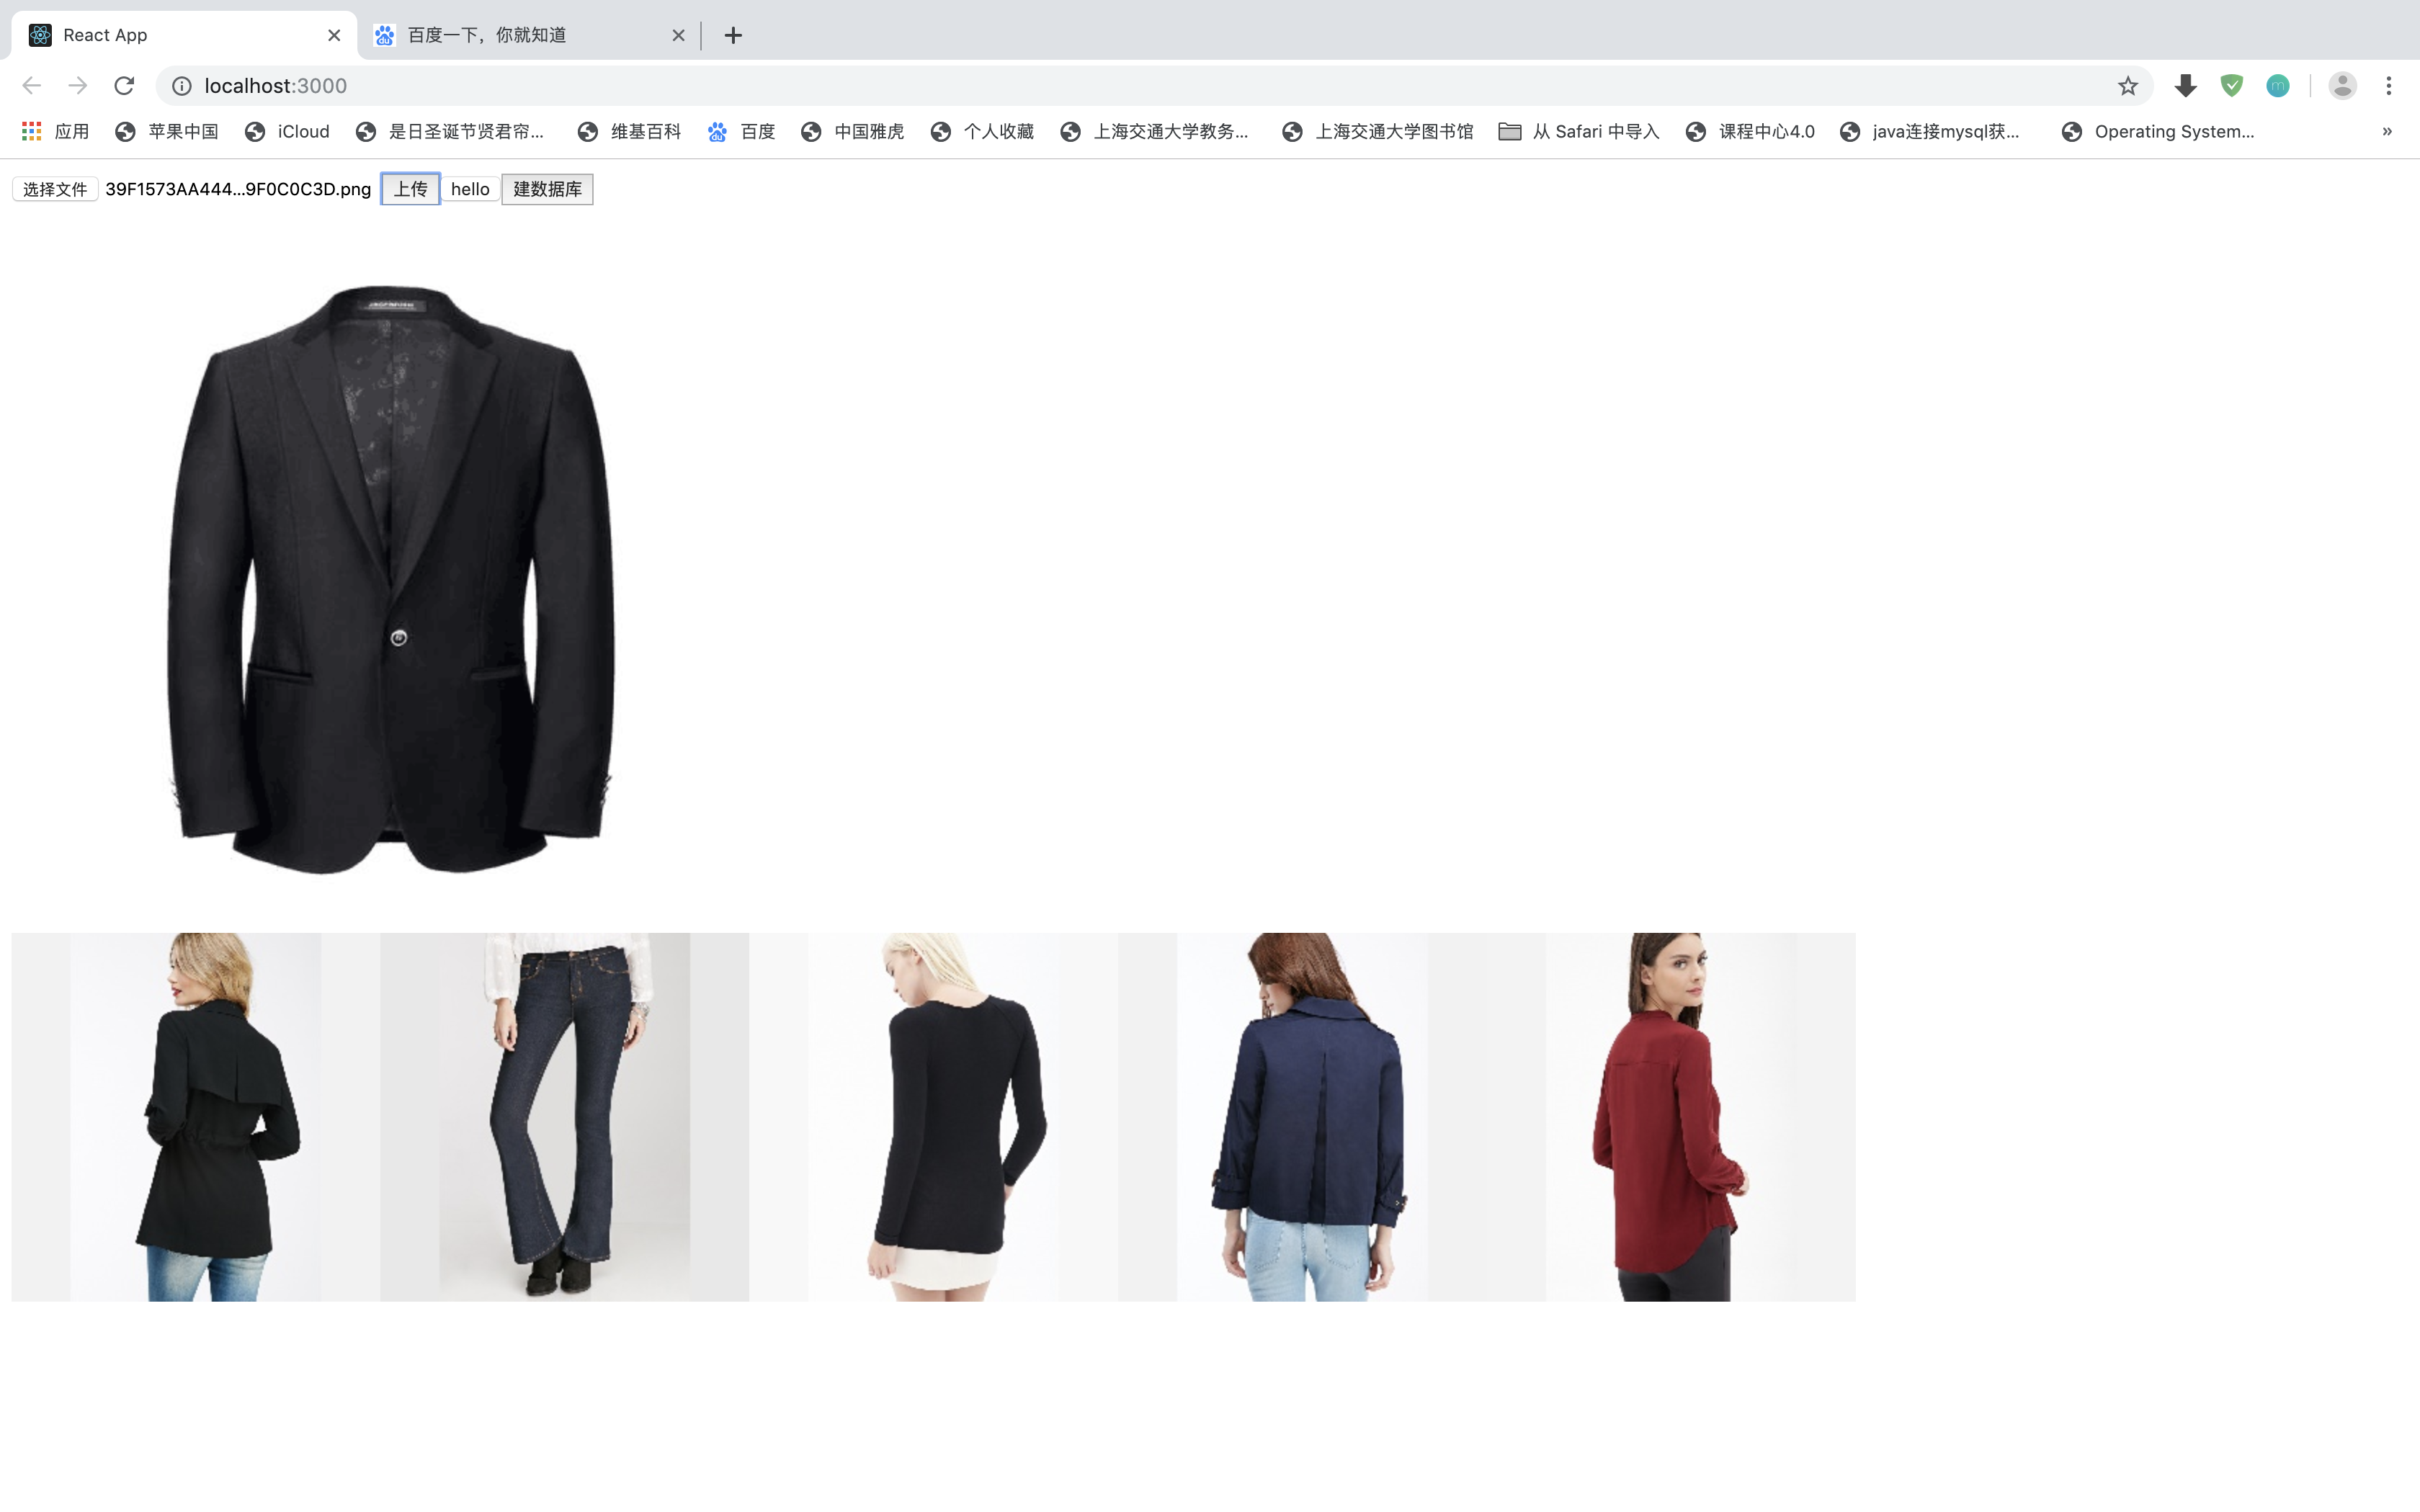 React App
百度一下，你就知道
localhost:3000
应用 苹果中国 iCloud 是日圣诞节贤君帘... 维基百科 百度 中国雅虎 个人收藏 上海交通大学教务... 上海交通大学图书馆 从 Safari 中导入 课程中心4.0 java连接mysql获... Operating System... »
选择文件 39F1573AA444...9F0C0C3D.png 上传 hello 建数据库